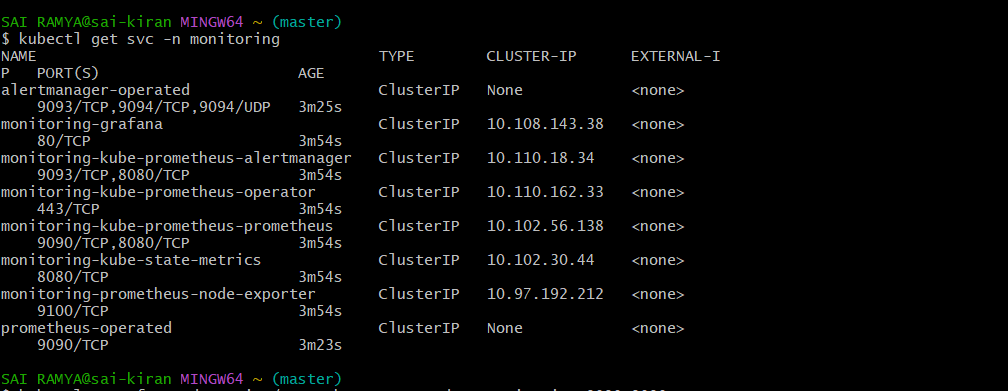 SAI RAMYA@sai-kiran MINGW64 ~ (master)
$ kubectl get svc -n monitoring
NAME TYPE CLUSTER-IP EXTERNAL-I
P PORT(S) AGE
alertmanager-operated ClusterIP None <none>
9093/TCP,9094/TCP,9094/UDP 3m25s
monitoring-grafana ClusterIP 10.108.143.38 <none>
80/TCP 3m54s
monitoring-kube-prometheus-alertmanager ClusterIP 10.110.18.34 <none>
9093/TCP,8080/TCP 3m54s
monitoring-kube-prometheus-operator ClusterIP 10.110.162.33 <none>
443/TCP 3m54s
monitoring-kube-prometheus-prometheus ClusterIP 10.102.56.138 <none>
9090/TCP,8080/TCP 3m54s
monitoring-kube-state-metrics ClusterIP 10.102.30.44 <none>
8080/TCP 3m54s
monitoring-prometheus-node-exporter ClusterIP 10.97.192.212 <none>
9100/TCP 3m54s
prometheus-operated ClusterIP None <none>
9090/TCP 3m23s
SAI RAMYA@sai-kiran MINGW64 ~ (master)